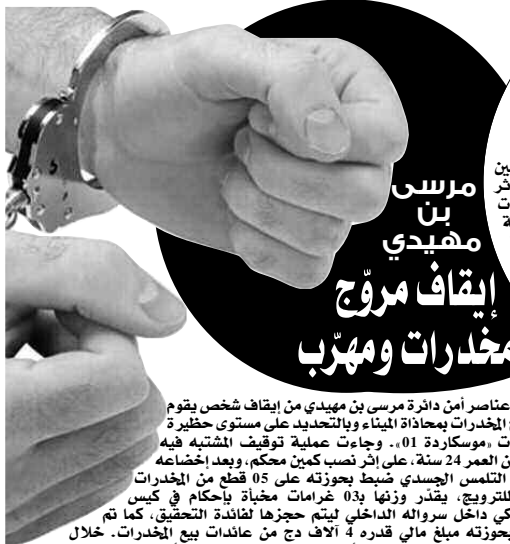 ين
ثر
ت
ة
مرسى
بن
مهيدي
إيقاف مروّج
مخدرات ومهرّب
عناصر أمن دائرة مرسى بن مهيدي من إيقاف شخص يقوم
المخدرات بمحاذاة الميناء وبالتحديد على مستوى حظيرة
ت «موسكاردة 01». وجاءت عملية توقيف المشتبه فيه
ن العمر 24 سنة، على إثر نصب كمين محكم، وبعد إخضاعه
التلمس الجسدي ضبط بحوزته على 05 قطع من المخدرات
للترويج، يقدّر وزنها ب03 غرامات مخبأة بإحكام في كيس
كي داخل سرواله الداخلي ليتم حجزها لفائدة التحقيق، كما تم
بحوزته مبلغ مالي قدره 4 آلاف دج من عائدات بيع المخدرات. خلال